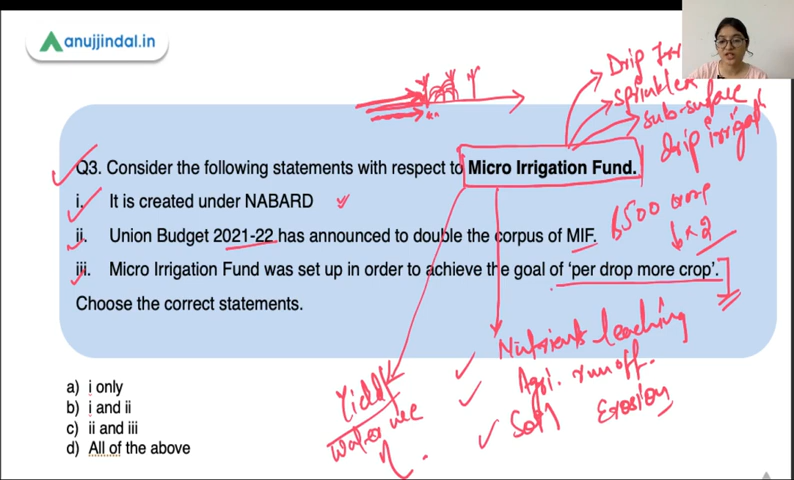 anujjindal.in
Drip Irr
sprinkler
sub-surface
drip irrigat
Q3. Consider the following statements with respect to Micro Irrigation Fund.
i. It is created under NABARD
ii. Union Budget 2021-22 has announced to double the corpus of MIF.
6500 crore
x 2
iii. Micro Irrigation Fund was set up in order to achieve the goal of ‘per drop more crop’.
Choose the correct statements.
Nutrients leaching
Agri. runoff.
Soil Erosion
Yield
Water use
a) i only
b) i and ii
c) ii and iii
d) All of the above